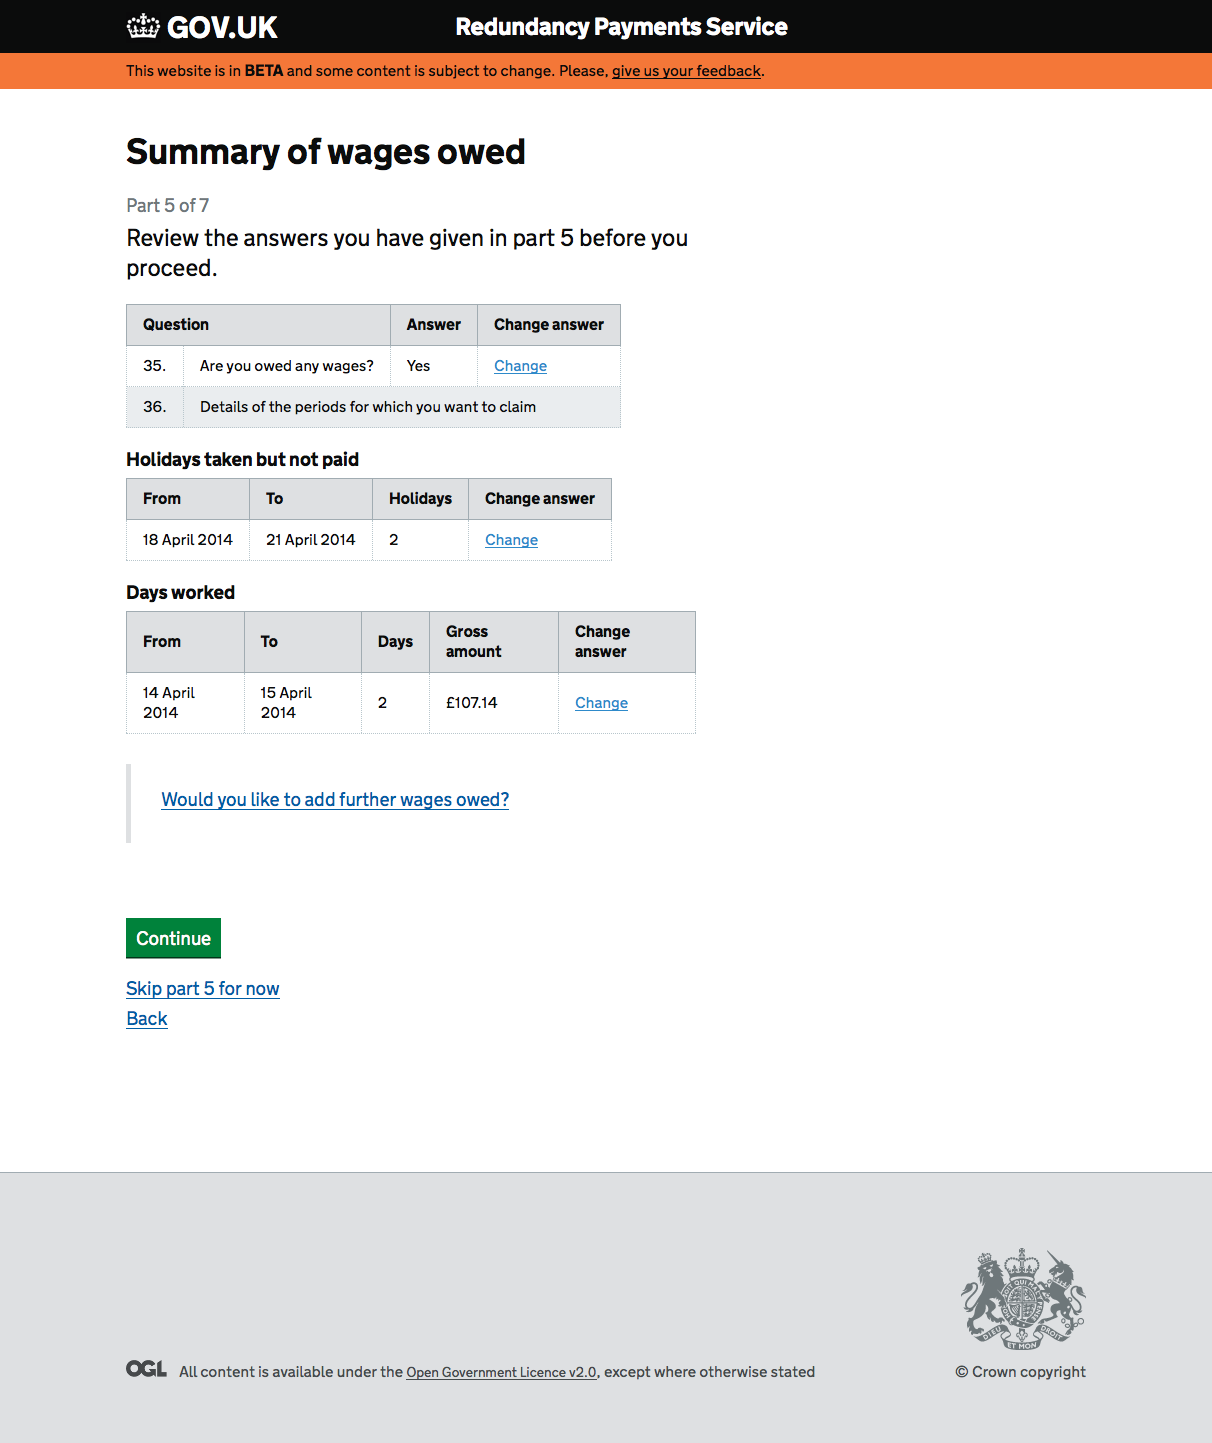 GOV.UK
Redundancy Payments Service
This website is in BETA and some content is subject to change. Please, give us your feedback.
Summary of wages owed
Part 5 of 7
Review the answers you have given in part 5 before you
proceed.
Question Answer Change answer
35. Are you owed any wages? Yes Change
36. Details of the periods for which you want to claim
Holidays taken but not paid
From To Holidays Change answer
18 April 2014 21 April 2014 2 Change
Days worked
From To Days Gross amount Change answer
14 April 2014 15 April 2014 2 £107.14 Change
Would you like to add further wages owed?
Continue
Skip part 5 for now
Back
DIEU ET MON DROIT
OGL All content is available under the Open Government Licence v2.0, except where otherwise stated
© Crown copyright